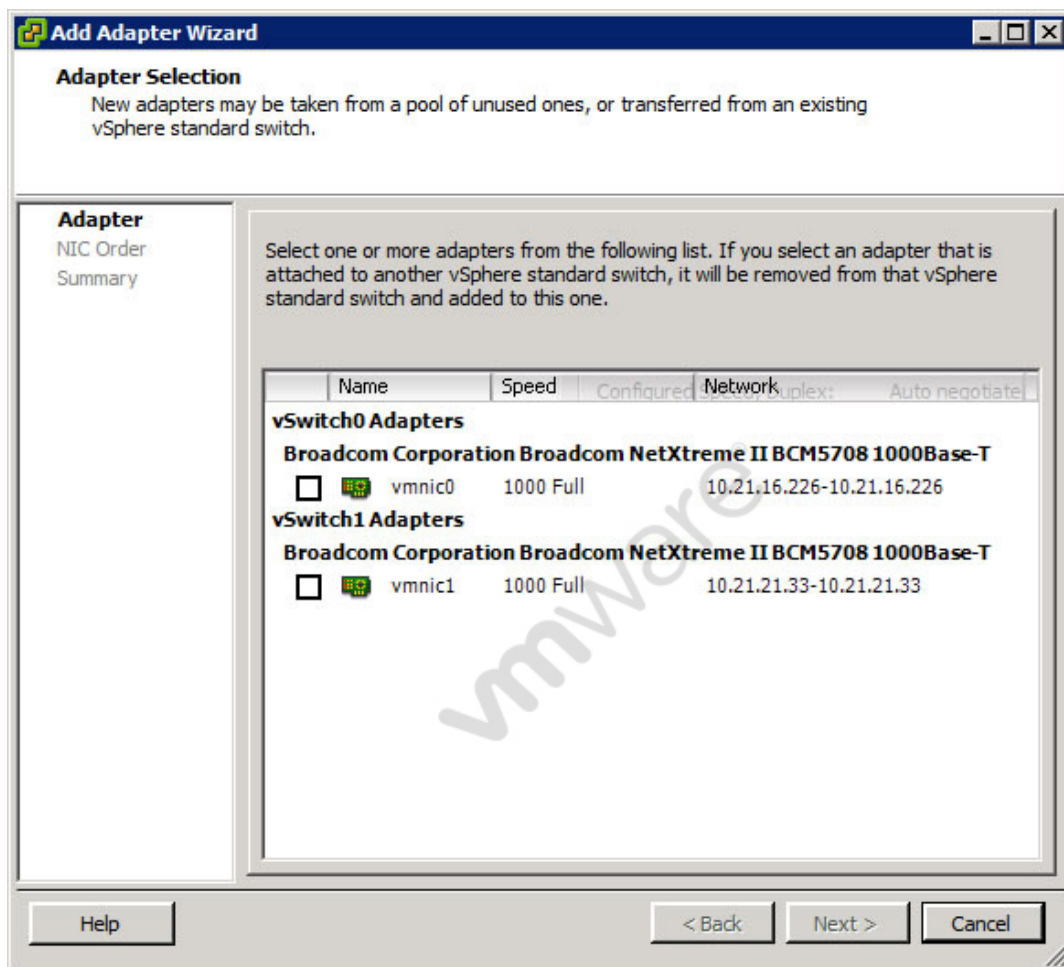 Add Adapter Wizard
Adapter Selection
New adapters may be taken from a pool of unused ones, or transferred from an existing
vSphere standard switch.
Adapter
NIC Order
Summary
Select one or more adapters from the following list. If you select an adapter that is
attached to another vSphere standard switch, it will be removed from that vSphere
standard switch and added to this one.
Name Speed Network
Configured Speed, Duplex: Auto negotiate
vSwitch0 Adapters
Broadcom Corporation Broadcom NetXtreme II BCM5708 1000Base-T
vmnic0 1000 Full 10.21.16.226-10.21.16.226
vSwitch1 Adapters
Broadcom Corporation Broadcom NetXtreme II BCM5708 1000Base-T
vmnic1 1000 Full 10.21.21.33-10.21.21.33
vmware
Help < Back Next > Cancel